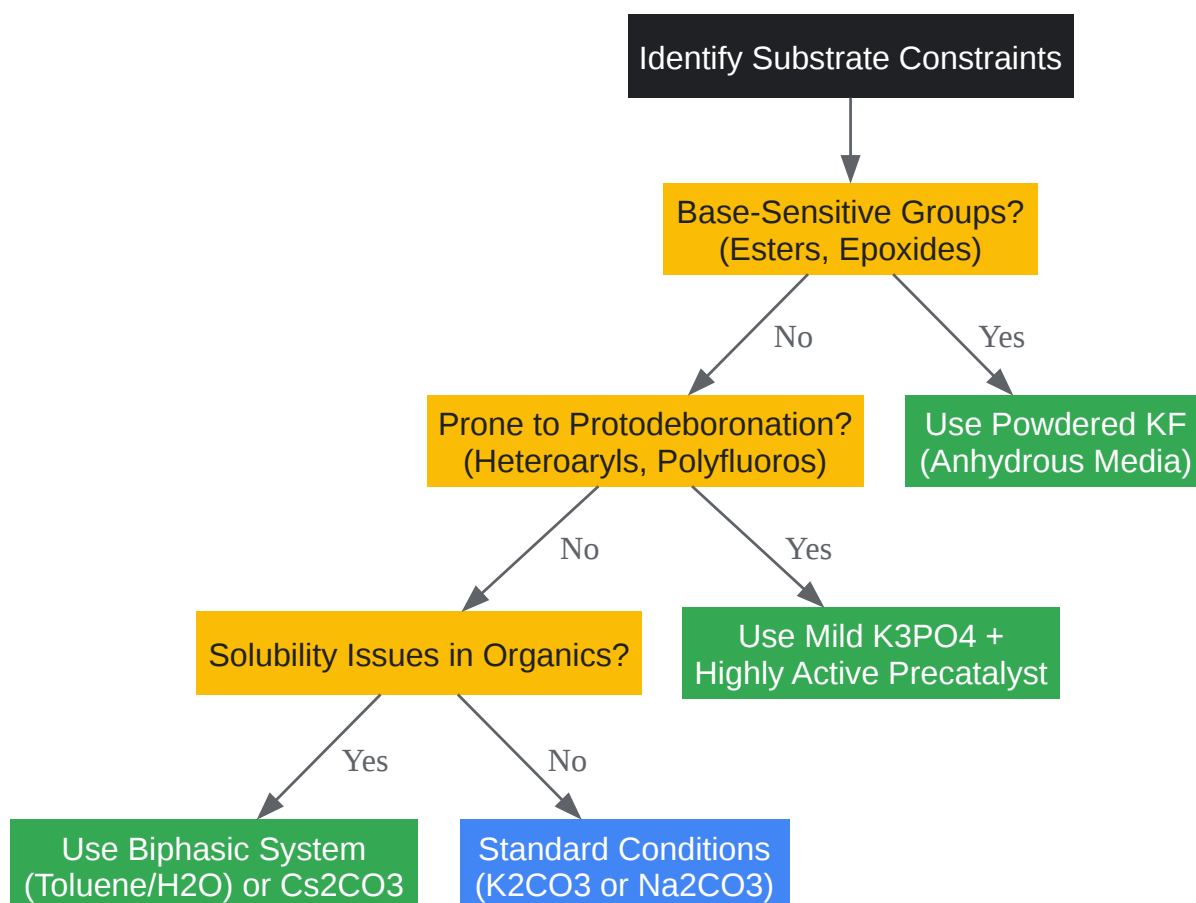 Identify Substrate Constraints
Base-Sensitive Groups?
(Esters, Epoxides)
No
Yes
Prone to Protodeboronation?
(Heteroaryls, Polyfluoros)
Use Powdered KF
(Anhydrous Media)
No
Yes
Solubility Issues in Organics?
Use Mild K3PO4 +
Highly Active Precatalyst
Yes
No
Use Biphasic System
(Toluene/H2O) or Cs2CO3
Standard Conditions
(K2CO3 or Na2CO3)